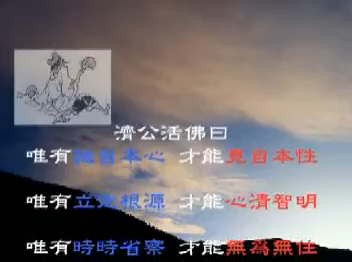 濟公活佛曰
唯有識自本心 才能見自本性
唯有立根源 才能心清智明
唯有時時省察 才能無為無住